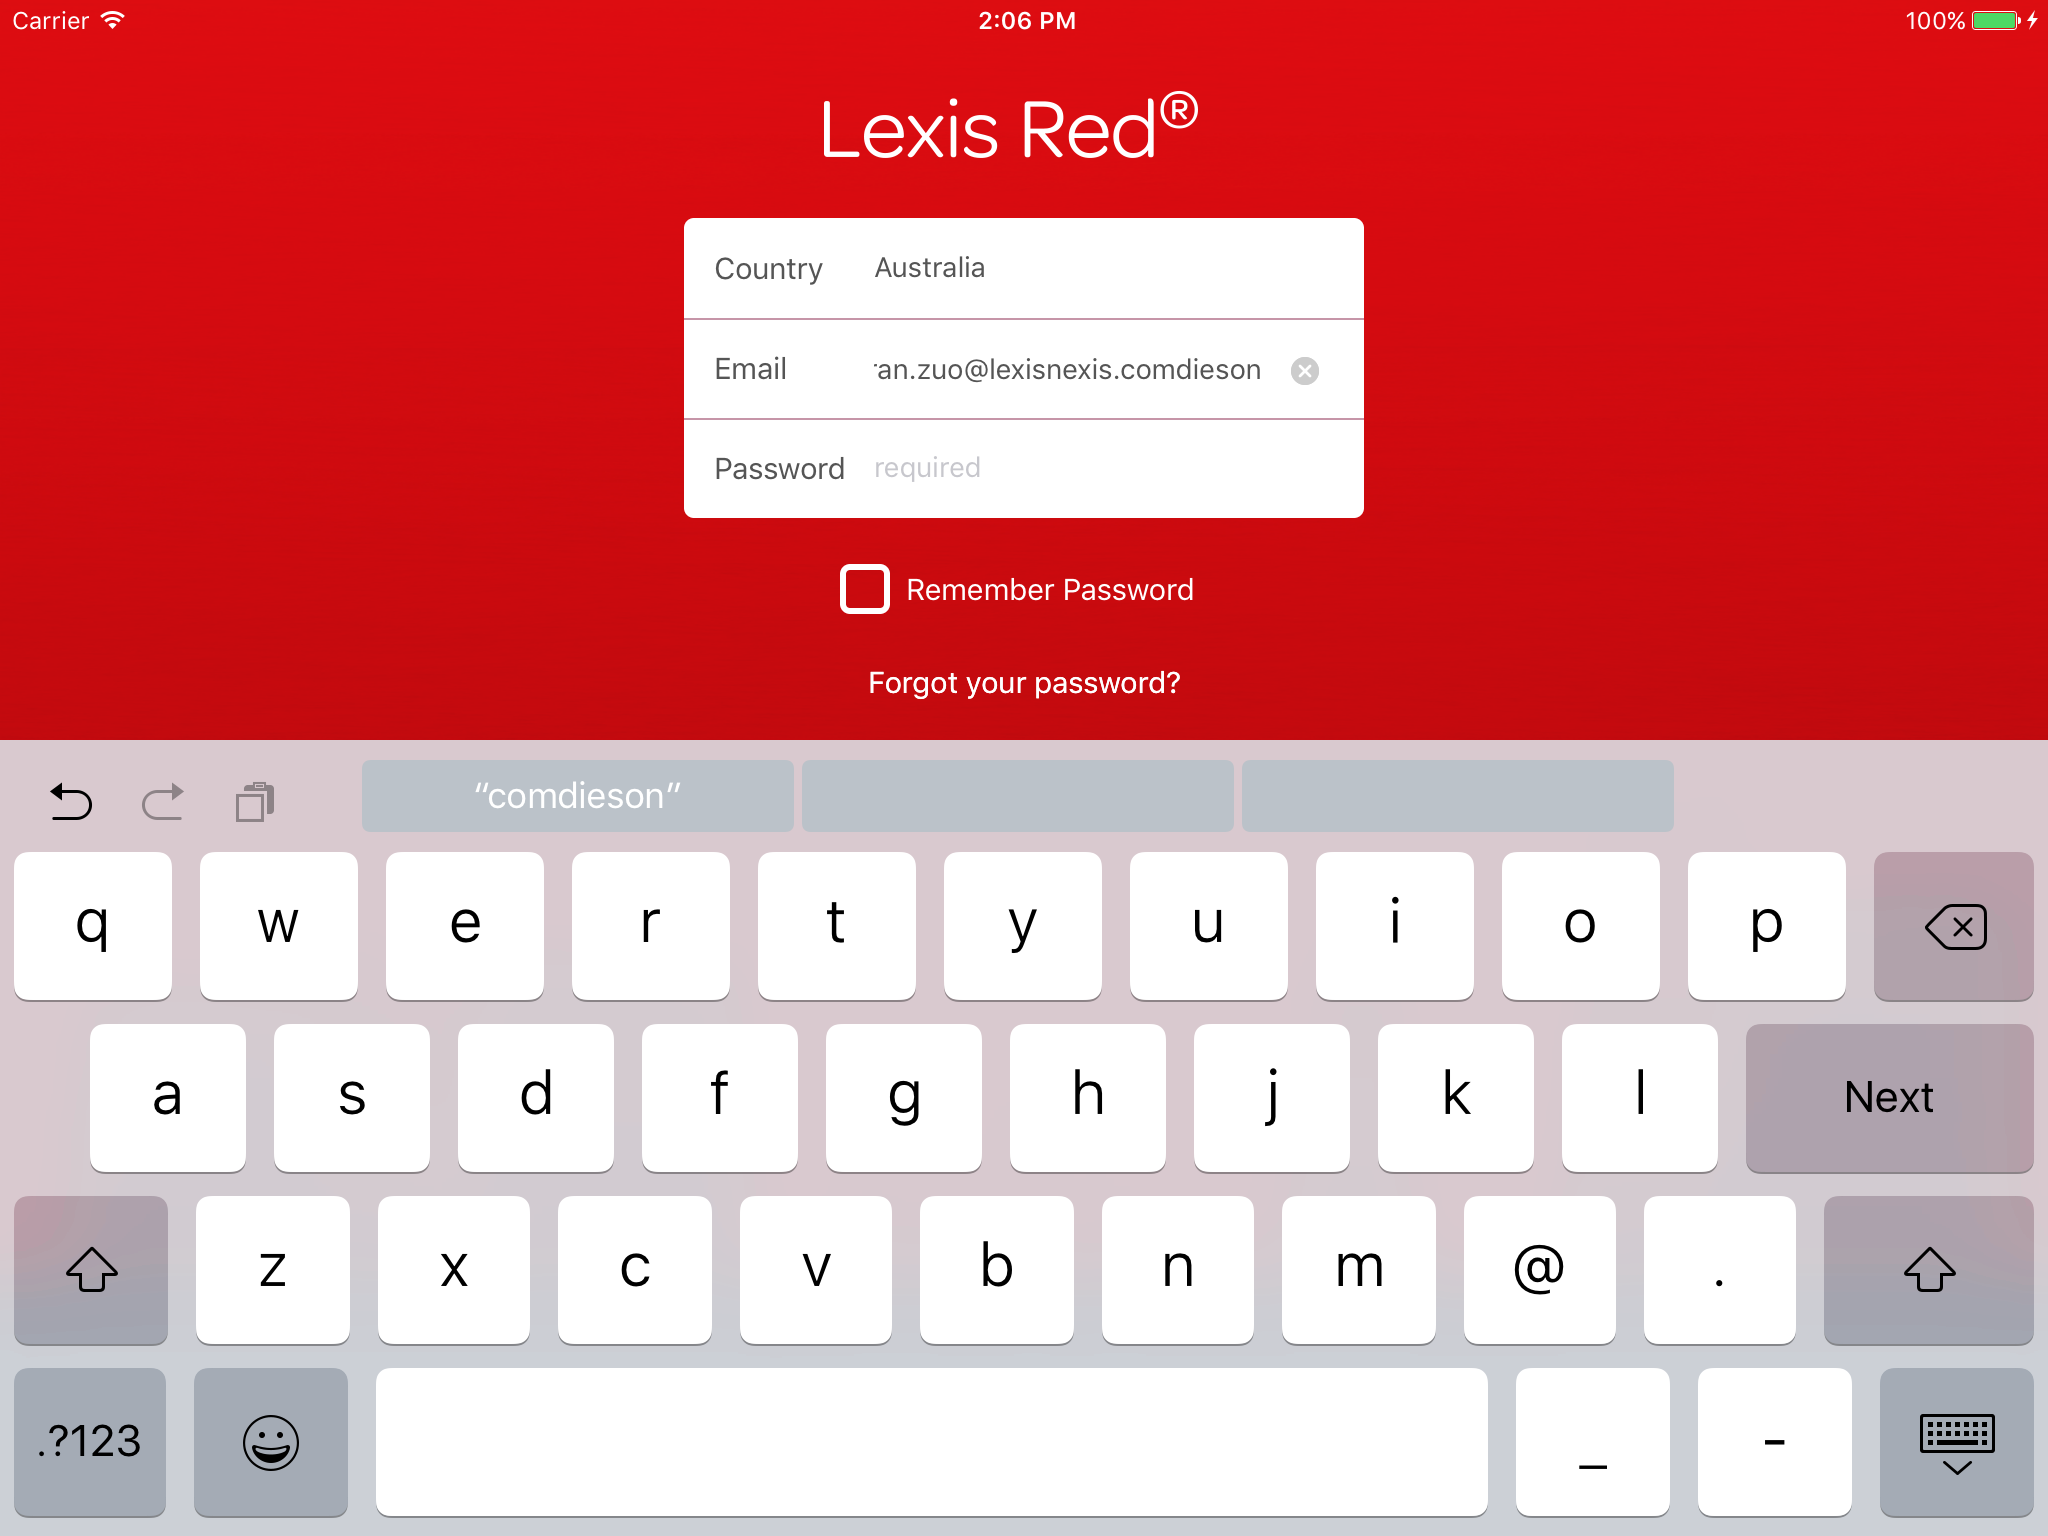 Carrier 2:06 PM 100%
Lexis Red®
Country Australia
Email ran.zuo@lexisnexis.comdieson
Password required
Remember Password
Forgot your password?
“comdieson”
q w e r t y u i o p
a s d f g h j k l Next
z x c v b n m @ .
.?123 _ -